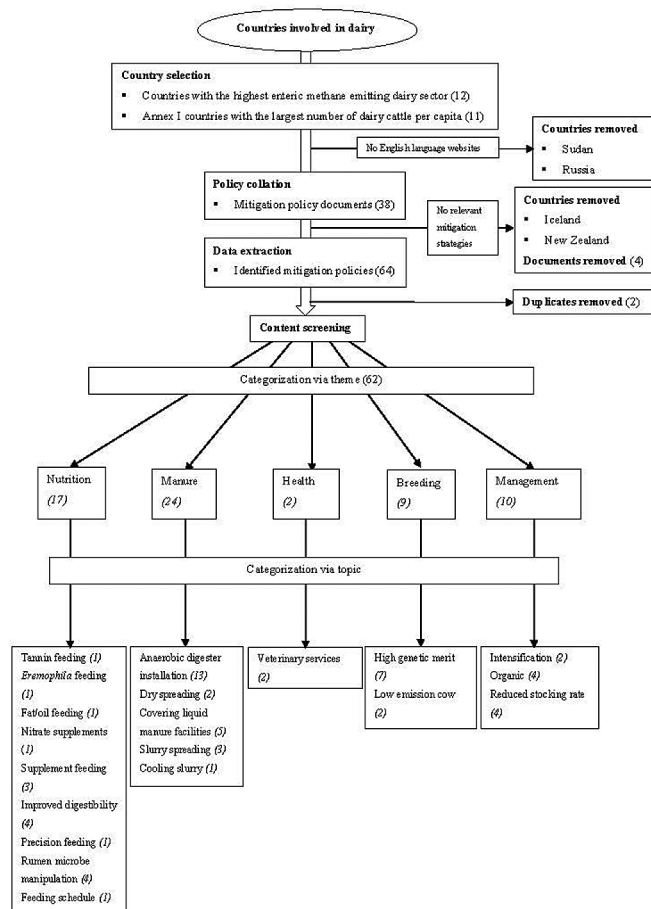 Countries involved in dairy
Country selection
▪ Countries with the highest enteric methane emitting dairy sector (12)
▪ Annex I countries with the largest number of dairy cattle per capita (11)
No English language websites
Countries removed
▪ Sudan
▪ Russia
Policy collation
▪ Mitigation policy documents (38)
No relevant
mitigation
strategies
Countries removed
▪ Iceland
▪ New Zealand
Documents removed (4)
Data extraction
▪ Identified mitigation policies (64)
Duplicates removed (2)
Content screening
Categorization via theme (62)
Nutrition
(17)
Manure
(24)
Health
(2)
Breeding
(9)
Management
(10)
Categorization via topic
Tannin feeding (1)
Eremophila feeding
(1)
Fat/oil feeding (1)
Nitrate supplements
(1)
Supplement feeding
(3)
Improved digestibility
(4)
Precision feeding (1)
Rumen microbe
manipulation (4)
Feeding schedule (1)
Anaerobic digester
installation (13)
Dry spreading (2)
Covering liquid
manure facilities (5)
Slurry spreading (3)
Cooling slurry (1)
Veterinary services
(2)
High genetic merit
(7)
Low emission cow
(2)
Intensification (2)
Organic (4)
Reduced stocking rate
(4)